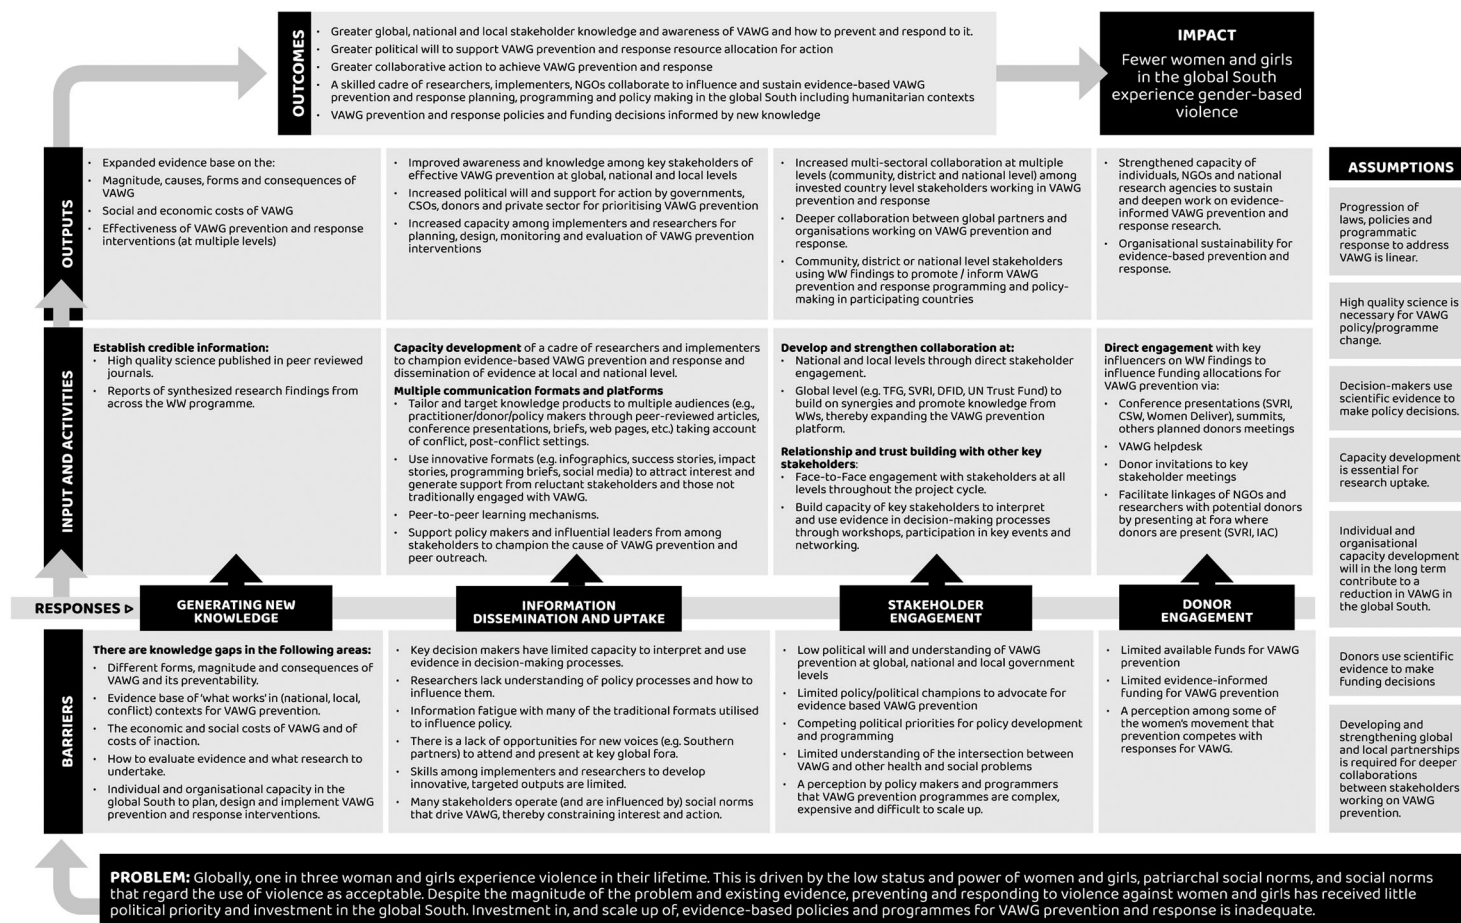 OUTCOMES
• Greater global, national and local stakeholder knowledge and awareness of VAWG and how to prevent and respond to it.
• Greater political will to support VAWG prevention and response resource allocation for action
• Greater collaborative action to achieve VAWG prevention and response
• A skilled cadre of researchers, implementers, NGOs collaborate to influence and sustain evidence-based VAWG
prevention and response planning, programming and policy making in the global South including humanitarian contexts
• VAWG prevention and response policies and funding decisions informed by new knowledge
IMPACT
Fewer women and girls
in the global South
experience gender-based
violence
OUTPUTS
• Expanded evidence base on the:
• Magnitude, causes, forms and consequences of
VAWG
• Social and economic costs of VAWG
• Effectiveness of VAWG prevention and response
interventions (at multiple levels)
• Improved awareness and knowledge among key stakeholders of
effective VAWG prevention at global, national and local levels
• Increased political will and support for action by governments,
CSOs, donors and private sector for prioritising VAWG prevention
• Increased capacity among implementers and researchers for
planning, design, monitoring and evaluation of VAWG prevention
interventions
• Increased multi-sectoral collaboration at multiple
levels (community, district and national level) among
invested country level stakeholders working in VAWG
prevention and response
• Deeper collaboration between global partners and
organisations working on VAWG prevention and
response.
• Community, district or national level stakeholders
using WW findings to promote / inform VAWG
prevention and response programming and policy-
making in participating countries
• Strengthened capacity of
individuals, NGOs and national
research agencies to sustain
and deepen work on evidence-
informed VAWG prevention and
response research.
• Organisational sustainability for
evidence-based prevention and
response.
INPUT AND ACTIVITIES
Establish credible information:
• High quality science published in peer reviewed
journals.
• Reports of synthesized research findings from
across the WW programme.
Capacity development of a cadre of researchers and implementers
to champion evidence-based VAWG prevention and response and
dissemination of evidence at local and national level.
Multiple communication formats and platforms
• Tailor and target knowledge products to multiple audiences (e.g.,
practitioner/donor/policy makers through peer-reviewed articles,
conference presentations, briefs, web pages, etc.) taking account
of conflict, post-conflict settings.
• Use innovative formats (e.g. infographics, success stories, impact
stories, programming briefs, social media) to attract interest and
generate support from reluctant stakeholders and those not
traditionally engaged with VAWG.
• Peer-to-peer learning mechanisms.
• Support policy makers and influential leaders from among
stakeholders to champion the cause of VAWG prevention and
peer outreach.
Develop and strengthen collaboration at:
• National and local levels through direct stakeholder
engagement.
• Global level (e.g. TFG, SVRI, DFID, UN Trust Fund) to
build on synergies and promote knowledge from
WWs, thereby expanding the VAWG prevention
platform.
Relationship and trust building with other key
stakeholders:
• Face-to-Face engagement with stakeholders at all
levels throughout the project cycle.
• Build capacity of key stakeholders to interpret
and use evidence in decision-making processes
through workshops, participation in key events and
networking.
Direct engagement with key
influencers on WW findings to
influence funding allocations for
VAWG prevention via:
• Conference presentations (SVRI,
CSW, Women Deliver), summits,
others planned donors meetings
• VAWG helpdesk
• Donor invitations to key
stakeholder meetings
• Facilitate linkages of NGOs and
researchers with potential donors
by presenting at fora where
donors are present (SVRI, IAC)
RESPONSES ▷
GENERATING NEW
KNOWLEDGE
INFORMATION
DISSEMINATION AND UPTAKE
STAKEHOLDER
ENGAGEMENT
DONOR
ENGAGEMENT
BARRIERS
There are knowledge gaps in the following areas:
• Different forms, magnitude and consequences of
VAWG and its preventability.
• Evidence base of 'what works' in (national, local,
conflict) contexts for VAWG prevention.
• The economic and social costs of VAWG and of
costs of inaction.
• How to evaluate evidence and what research to
undertake.
• Individual and organisational capacity in the
global South to plan, design and implement VAWG
prevention and response interventions.
• Key decision makers have limited capacity to interpret and use
evidence in decision-making processes.
• Researchers lack understanding of policy processes and how to
influence them.
• Information fatigue with many of the traditional formats utilised
to influence policy.
• There is a lack of opportunities for new voices (e.g. Southern
partners) to attend and present at key global fora.
• Skills among implementers and researchers to develop
innovative, targeted outputs are limited.
• Many stakeholders operate (and are influenced by) social norms
that drive VAWG, thereby constraining interest and action.
• Low political will and understanding of VAWG
prevention at global, national and local government
levels
• Limited policy/political champions to advocate for
evidence based VAWG prevention
• Competing political priorities for policy development
and programming
• Limited understanding of the intersection between
VAWG and other health and social problems
• A perception by policy makers and programmers
that VAWG prevention programmes are complex,
expensive and difficult to scale up.
• Limited available funds for VAWG
prevention
• Limited evidence-informed
funding for VAWG prevention
• A perception among some of
the women's movement that
prevention competes with
responses for VAWG.
ASSUMPTIONS
Progression of
laws, policies and
programmatic
response to address
VAWG is linear.
High quality science is
necessary for VAWG
policy/programme
change.
Decision-makers use
scientific evidence to
make policy decisions.
Capacity development
is essential for
research uptake.
Individual and
organisational
capacity development
will in the long term
contribute to a
reduction in VAWG in
the global South.
Donors use scientific
evidence to make
funding decisions
Developing and
strengthening global
and local partnerships
is required for deeper
collaborations
between stakeholders
working on VAWG
prevention.
PROBLEM: Globally, one in three woman and girls experience violence in their lifetime. This is driven by the low status and power of women and girls, patriarchal social norms, and social norms
that regard the use of violence as acceptable. Despite the magnitude of the problem and existing evidence, preventing and responding to violence against women and girls has received little
political priority and investment in the global South. Investment in, and scale up of, evidence-based policies and programmes for VAWG prevention and response is inadequate.